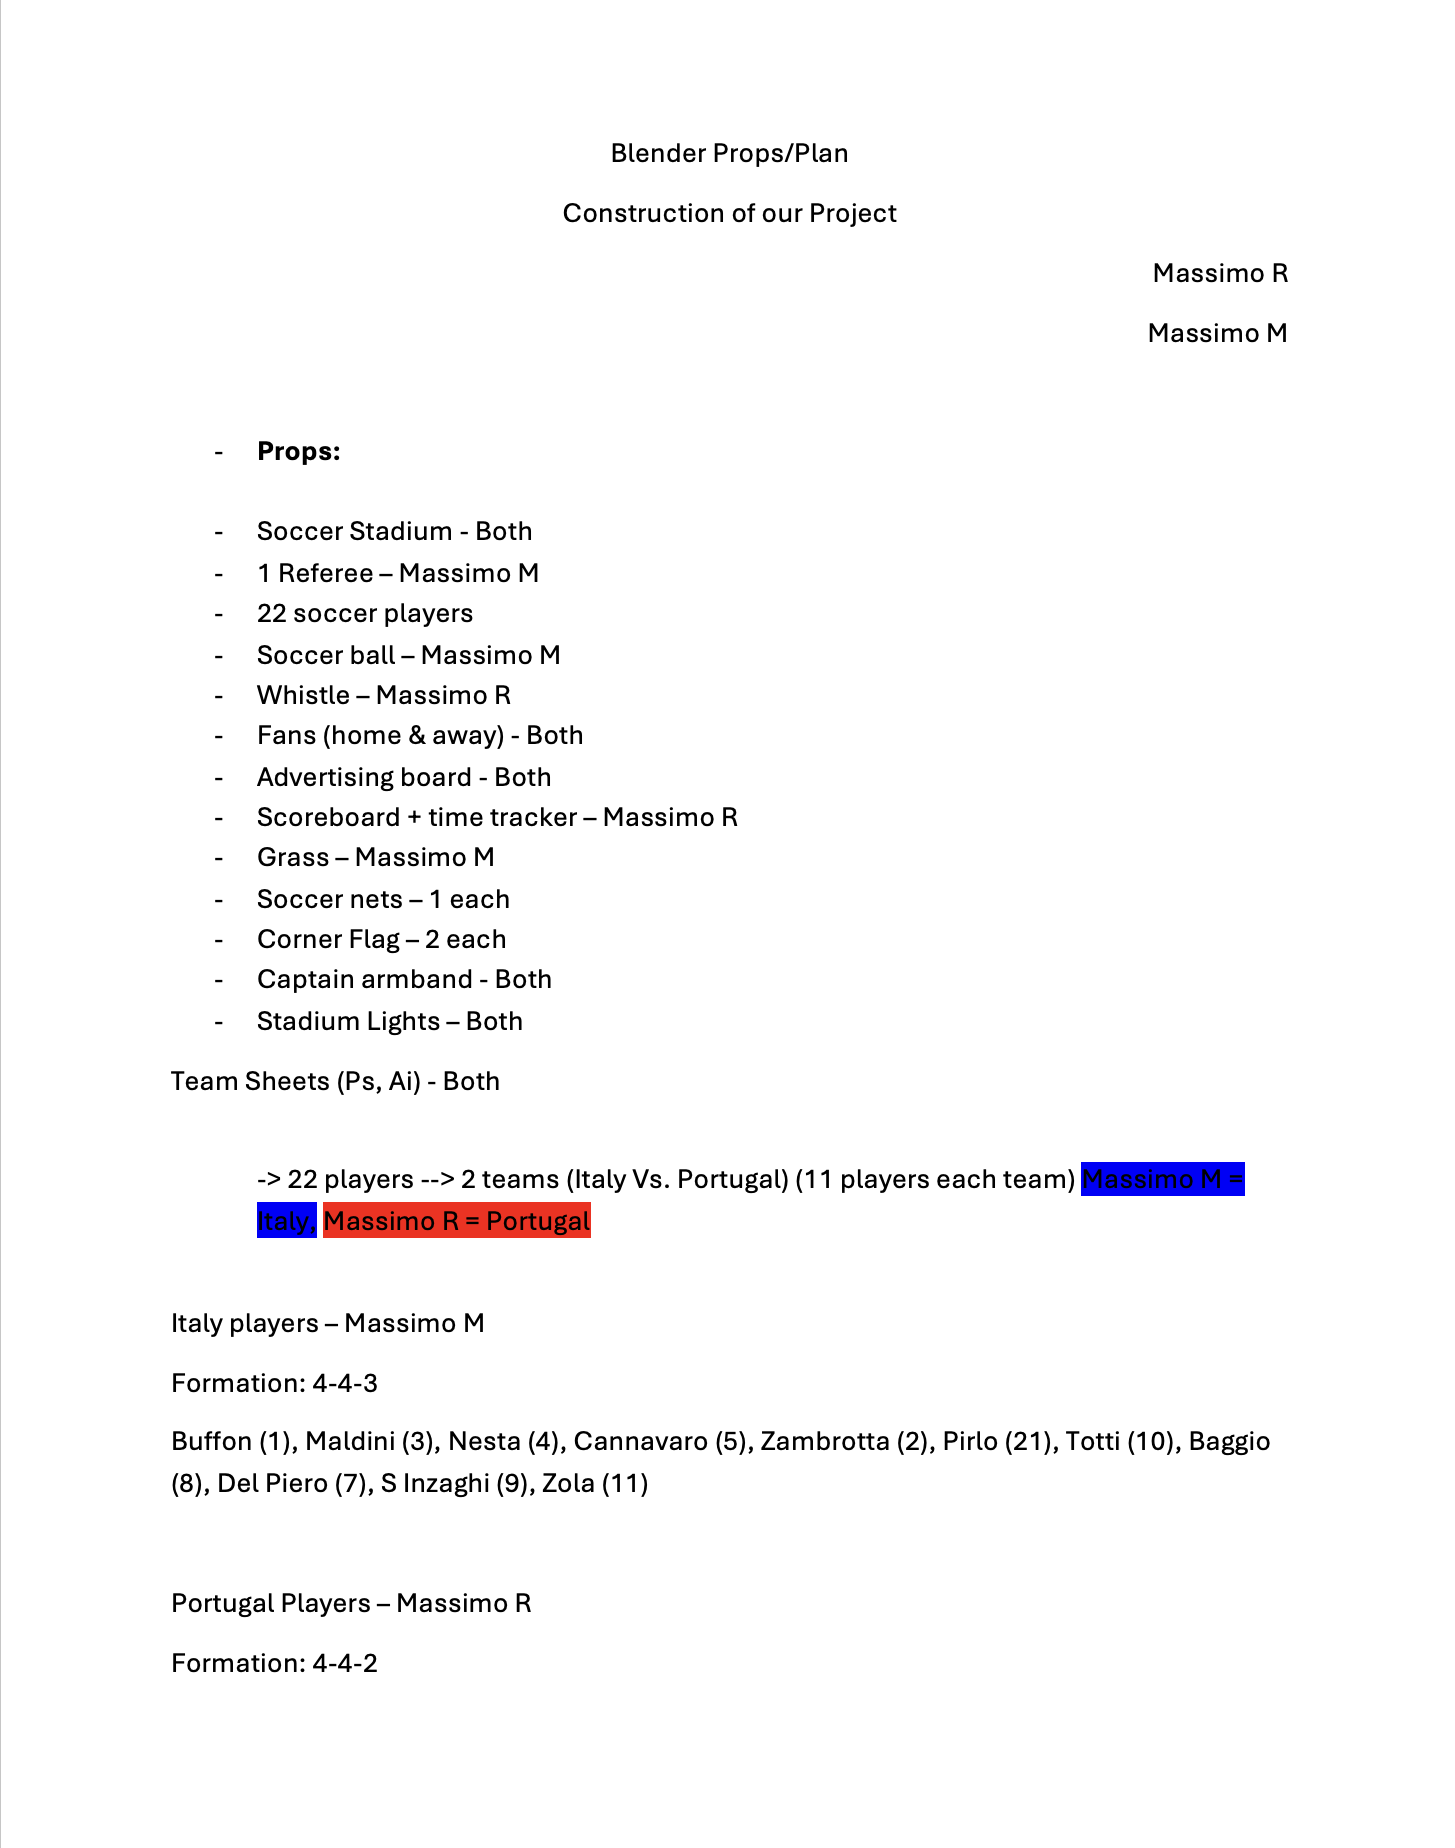 Blender Props/Plan
Construction of our Project
Massimo R
Massimo M
- Props:
- Soccer Stadium - Both
- 1 Referee – Massimo M
- 22 soccer players
- Soccer ball – Massimo M
- Whistle – Massimo R
- Fans (home & away) - Both
- Advertising board - Both
- Scoreboard + time tracker – Massimo R
- Grass – Massimo M
- Soccer nets – 1 each
- Corner Flag – 2 each
- Captain armband - Both
- Stadium Lights – Both
Team Sheets (Ps, Ai) - Both
-> 22 players --> 2 teams (Italy Vs. Portugal) (11 players each team) Massimo M =
Italy, Massimo R = Portugal
Italy players – Massimo M
Formation: 4-4-3
Buffon (1), Maldini (3), Nesta (4), Cannavaro (5), Zambrotta (2), Pirlo (21), Totti (10), Baggio
(8), Del Piero (7), S Inzaghi (9), Zola (11)
Portugal Players – Massimo R
Formation: 4-4-2